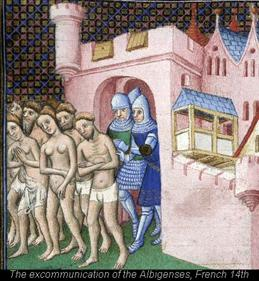 The excommunication of the Albigenses, French 14th